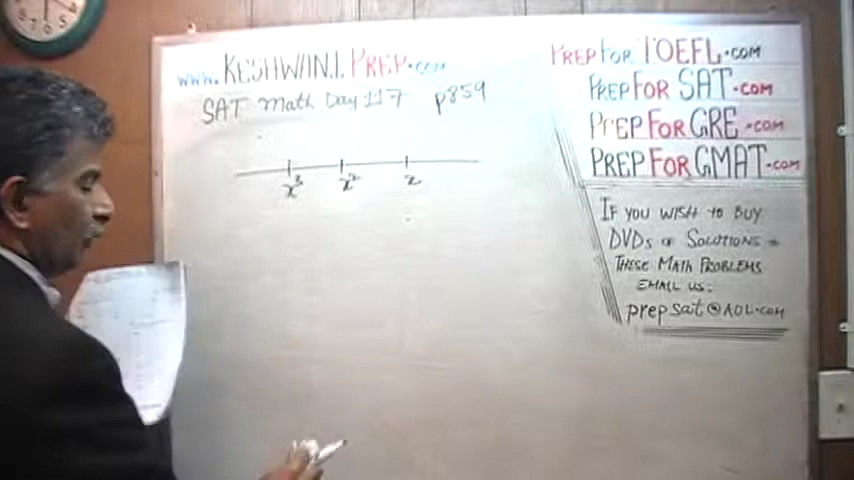 www.KESHWANI PREP.com
SAT Math Day 117 p859
x³ x² x
PREP FOR TOEFL.com
PREP FOR SAT.com
PREP FOR GRE.com
PREP FOR GMAT.com
IF YOU WISH to BUY
DVDs of SOLUTIONS
THESE MATH PROBLEMS
EMAIL US:
prepsat@AOL.com